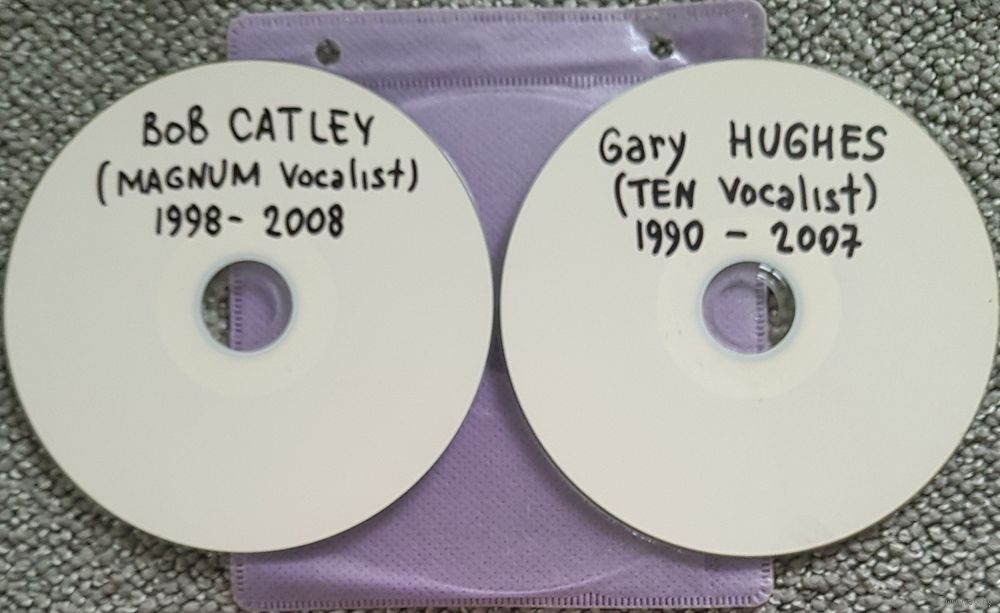 BOB CATLEY
(MAGNUM Vocalist)
1998- 2008
Gary HUGHES
(TEN Vocalist)
1990 - 2007